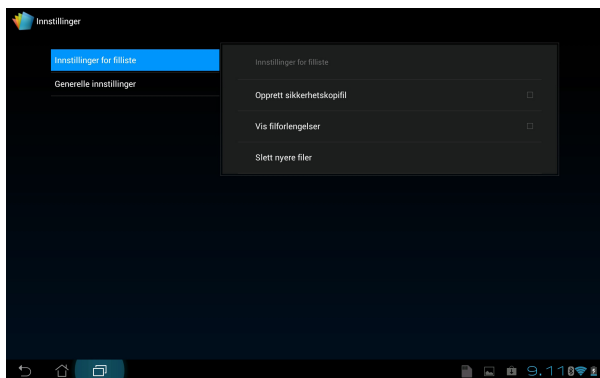 Innstillinger
Innstillinger for filliste
Generelle innstillinger
Innstillinger for filliste
Opprett sikkerhetskopifil
Vis filforlengelser
Slett nyere filer
9.11